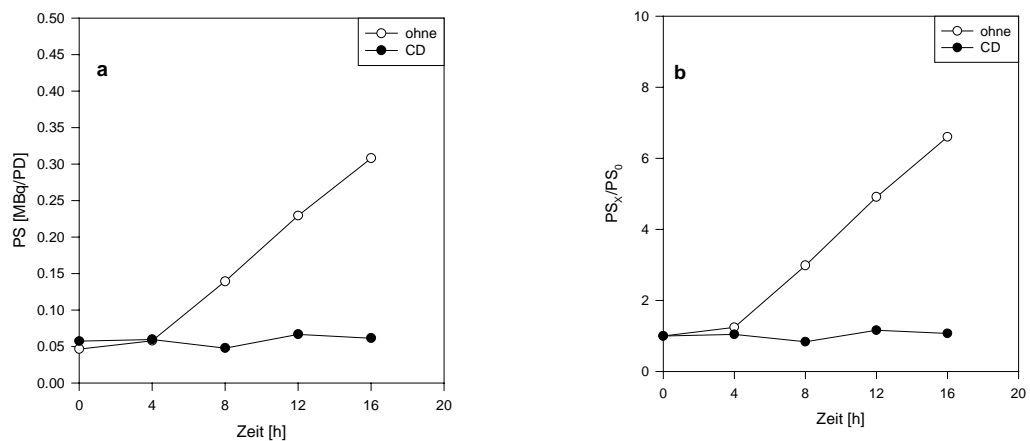 a
ohne
CD
0.50
0.45
0.40
0.35
0.30
0.25
0.20
0.15
0.10
0.05
0.00
PS [MBq/PD]
0 4 8 12 16 20
Zeit [h]
b
ohne
CD
10
8
6
4
2
0
PSX/PS0
0 4 8 12 16 20
Zeit [h]